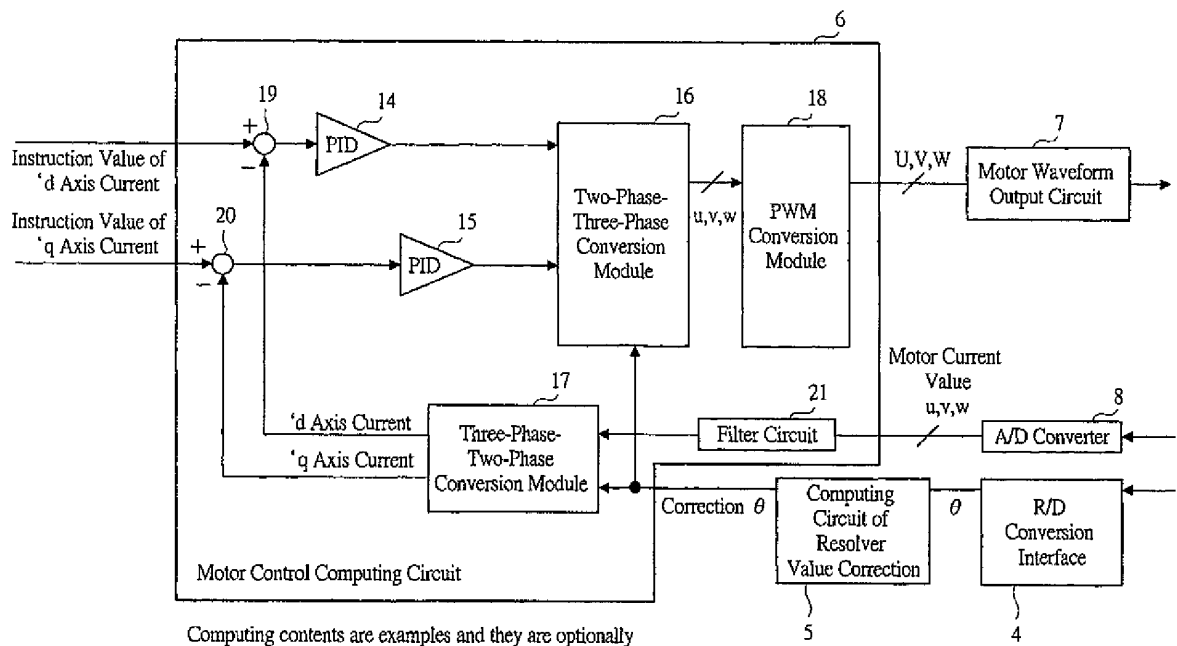 6
19
14
16
18
7
+
PID
−
Instruction Value of
‘d Axis Current
U,V,W
Motor Waveform
Output Circuit
Two-Phase-
Three-Phase
Conversion
Module
u,v,w
PWM
Conversion
Module
Instruction Value of
‘q Axis Current
20
15
+
PID
−
Motor Current
Value
u,v,w
17
21
8
‘d Axis Current
Three-Phase-
Two-Phase
Conversion Module
Filter Circuit
A/D Converter
‘q Axis Current
Correction θ
Computing
Circuit of
Resolver
Value Correction
θ
R/D
Conversion
Interface
Motor Control Computing Circuit
5
4
Computing contents are examples and they are optionally